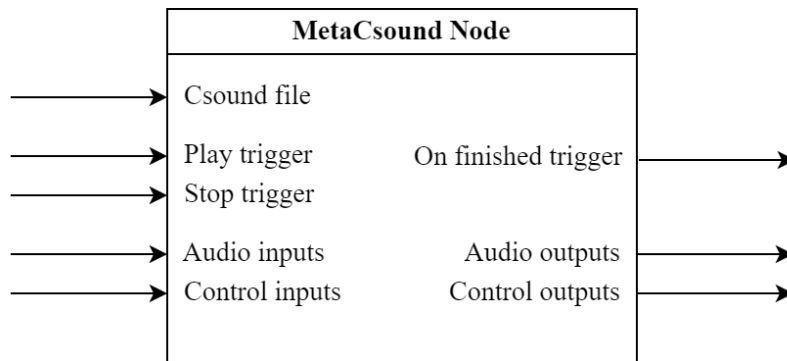 MetaCsound Node
Csound file
Play trigger
On finished trigger
Stop trigger
Audio inputs
Audio outputs
Control inputs
Control outputs